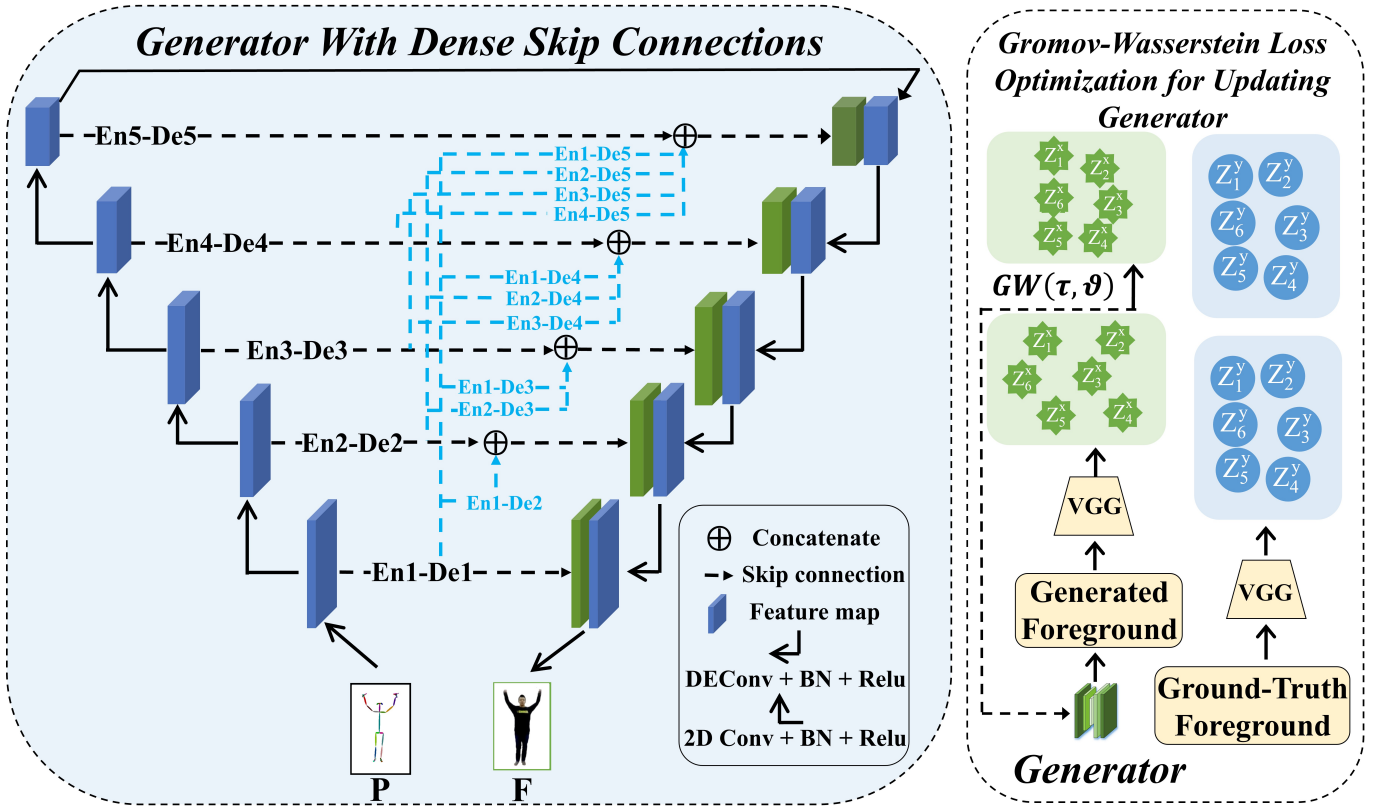 Generator With Dense Skip Connections
En5-De5
En1-De5
En2-De5
En3-De5
En4-De5
En4-De4
En1-De4
En2-De4
En3-De4
En3-De3
En1-De3
En2-De3
En2-De2
En1-De2
En1-De1
Concatenate
Skip connection
Feature map
DEConv + BN + Relu
2D Conv + BN + Relu
P
F
Gromov-Wasserstein Loss
Optimization for Updating
Generator
Z₁ˣ
Z₂ˣ
Z₆ˣ
Z₃ˣ
Z₅ˣ
Z₄ˣ
Z₁ʸ
Z₂ʸ
Z₆ʸ
Z₃ʸ
Z₅ʸ
Z₄ʸ
GW(τ, ϑ)
Z₁ˣ
Z₂ˣ
Z₆ˣ
Z₃ˣ
Z₅ˣ
Z₄ˣ
Z₁ʸ
Z₂ʸ
Z₆ʸ
Z₃ʸ
Z₅ʸ
Z₄ʸ
VGG
VGG
Generated
Foreground
Ground-Truth
Foreground
Generator